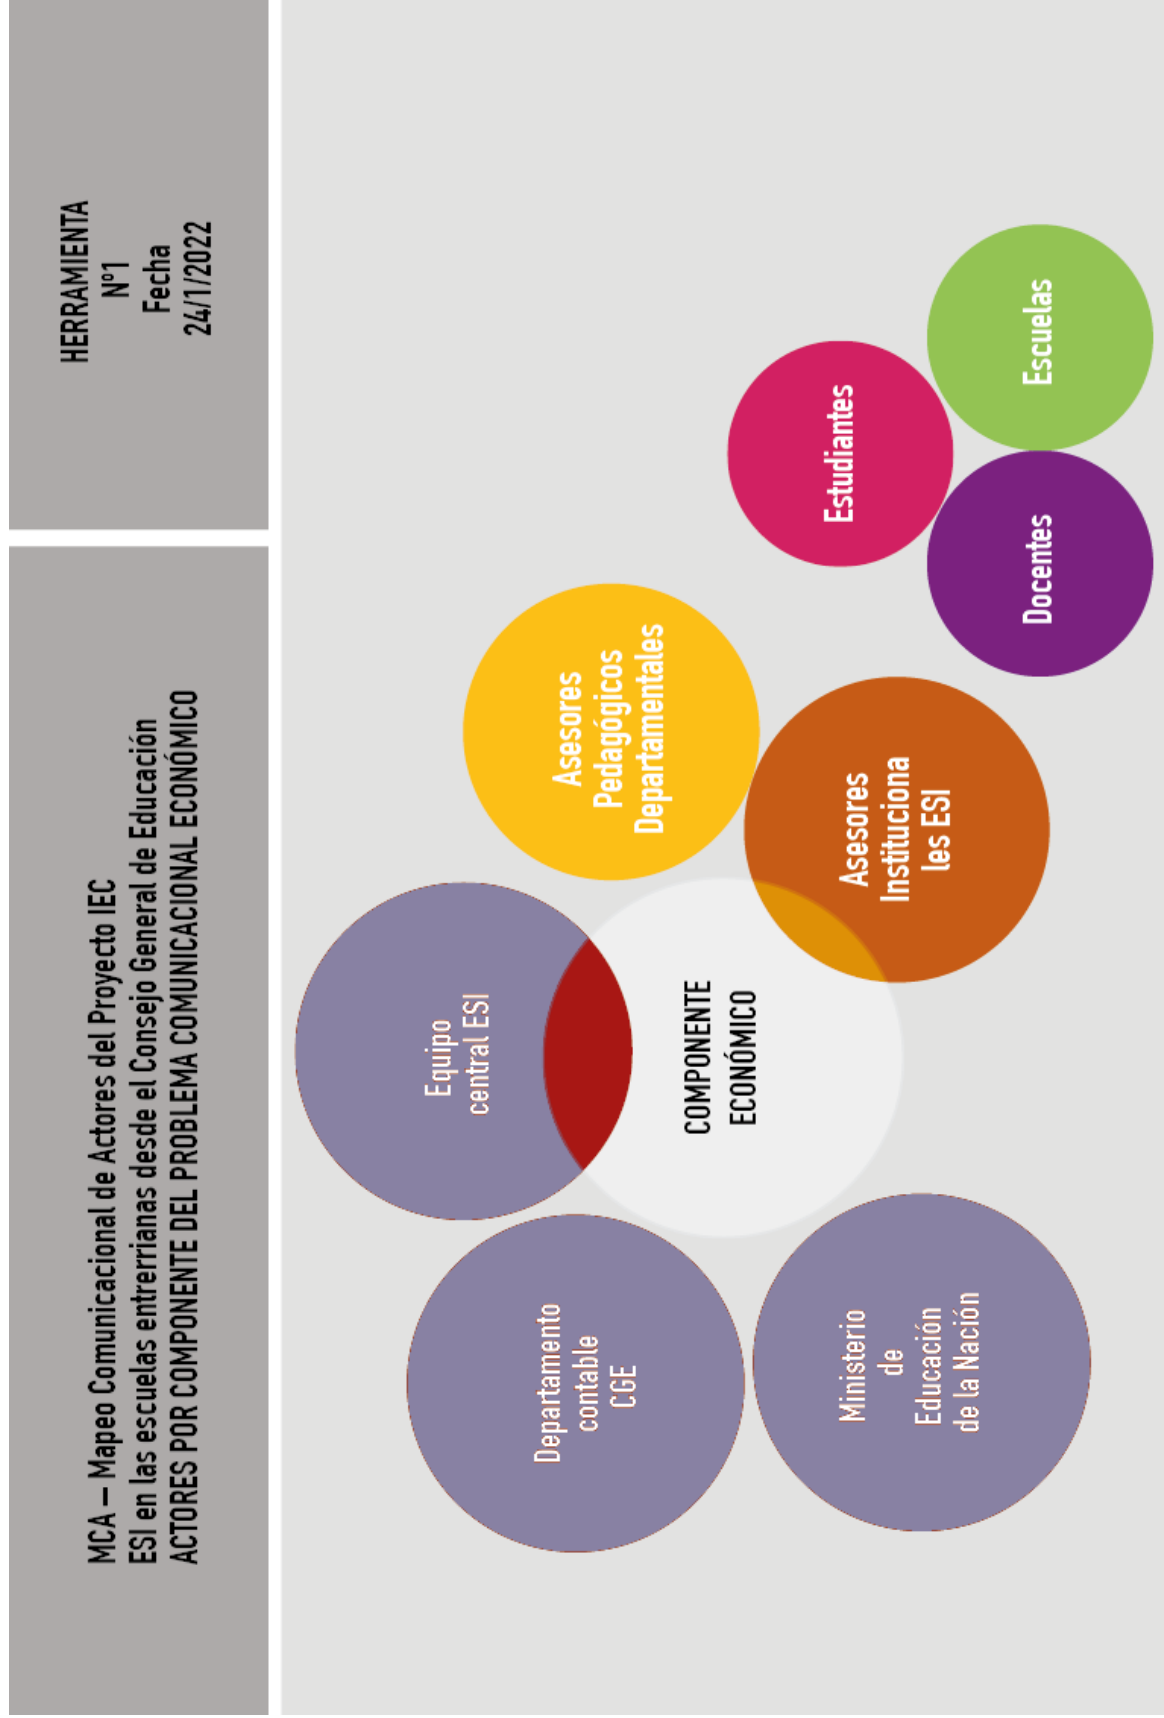 MCA – Mapeo Comunicacional de Actores del Proyecto IEC
ESI en las escuelas entrerrianas desde el Consejo General de Educación
ACTORES POR COMPONENTE DEL PROBLEMA COMUNICACIONAL ECONÓMICO
HERRAMIENTA
Nº1
Fecha
24/1/2022
Equipo
central ESI
Departamento
contable
CGE
Asesores
Pedagógicos
Departamentales
COMPONENTE
ECONÓMICO
Ministerio
de
Educación
de la Nación
Asesores
Instituciona
les ESI
Estudiantes
Docentes
Escuelas